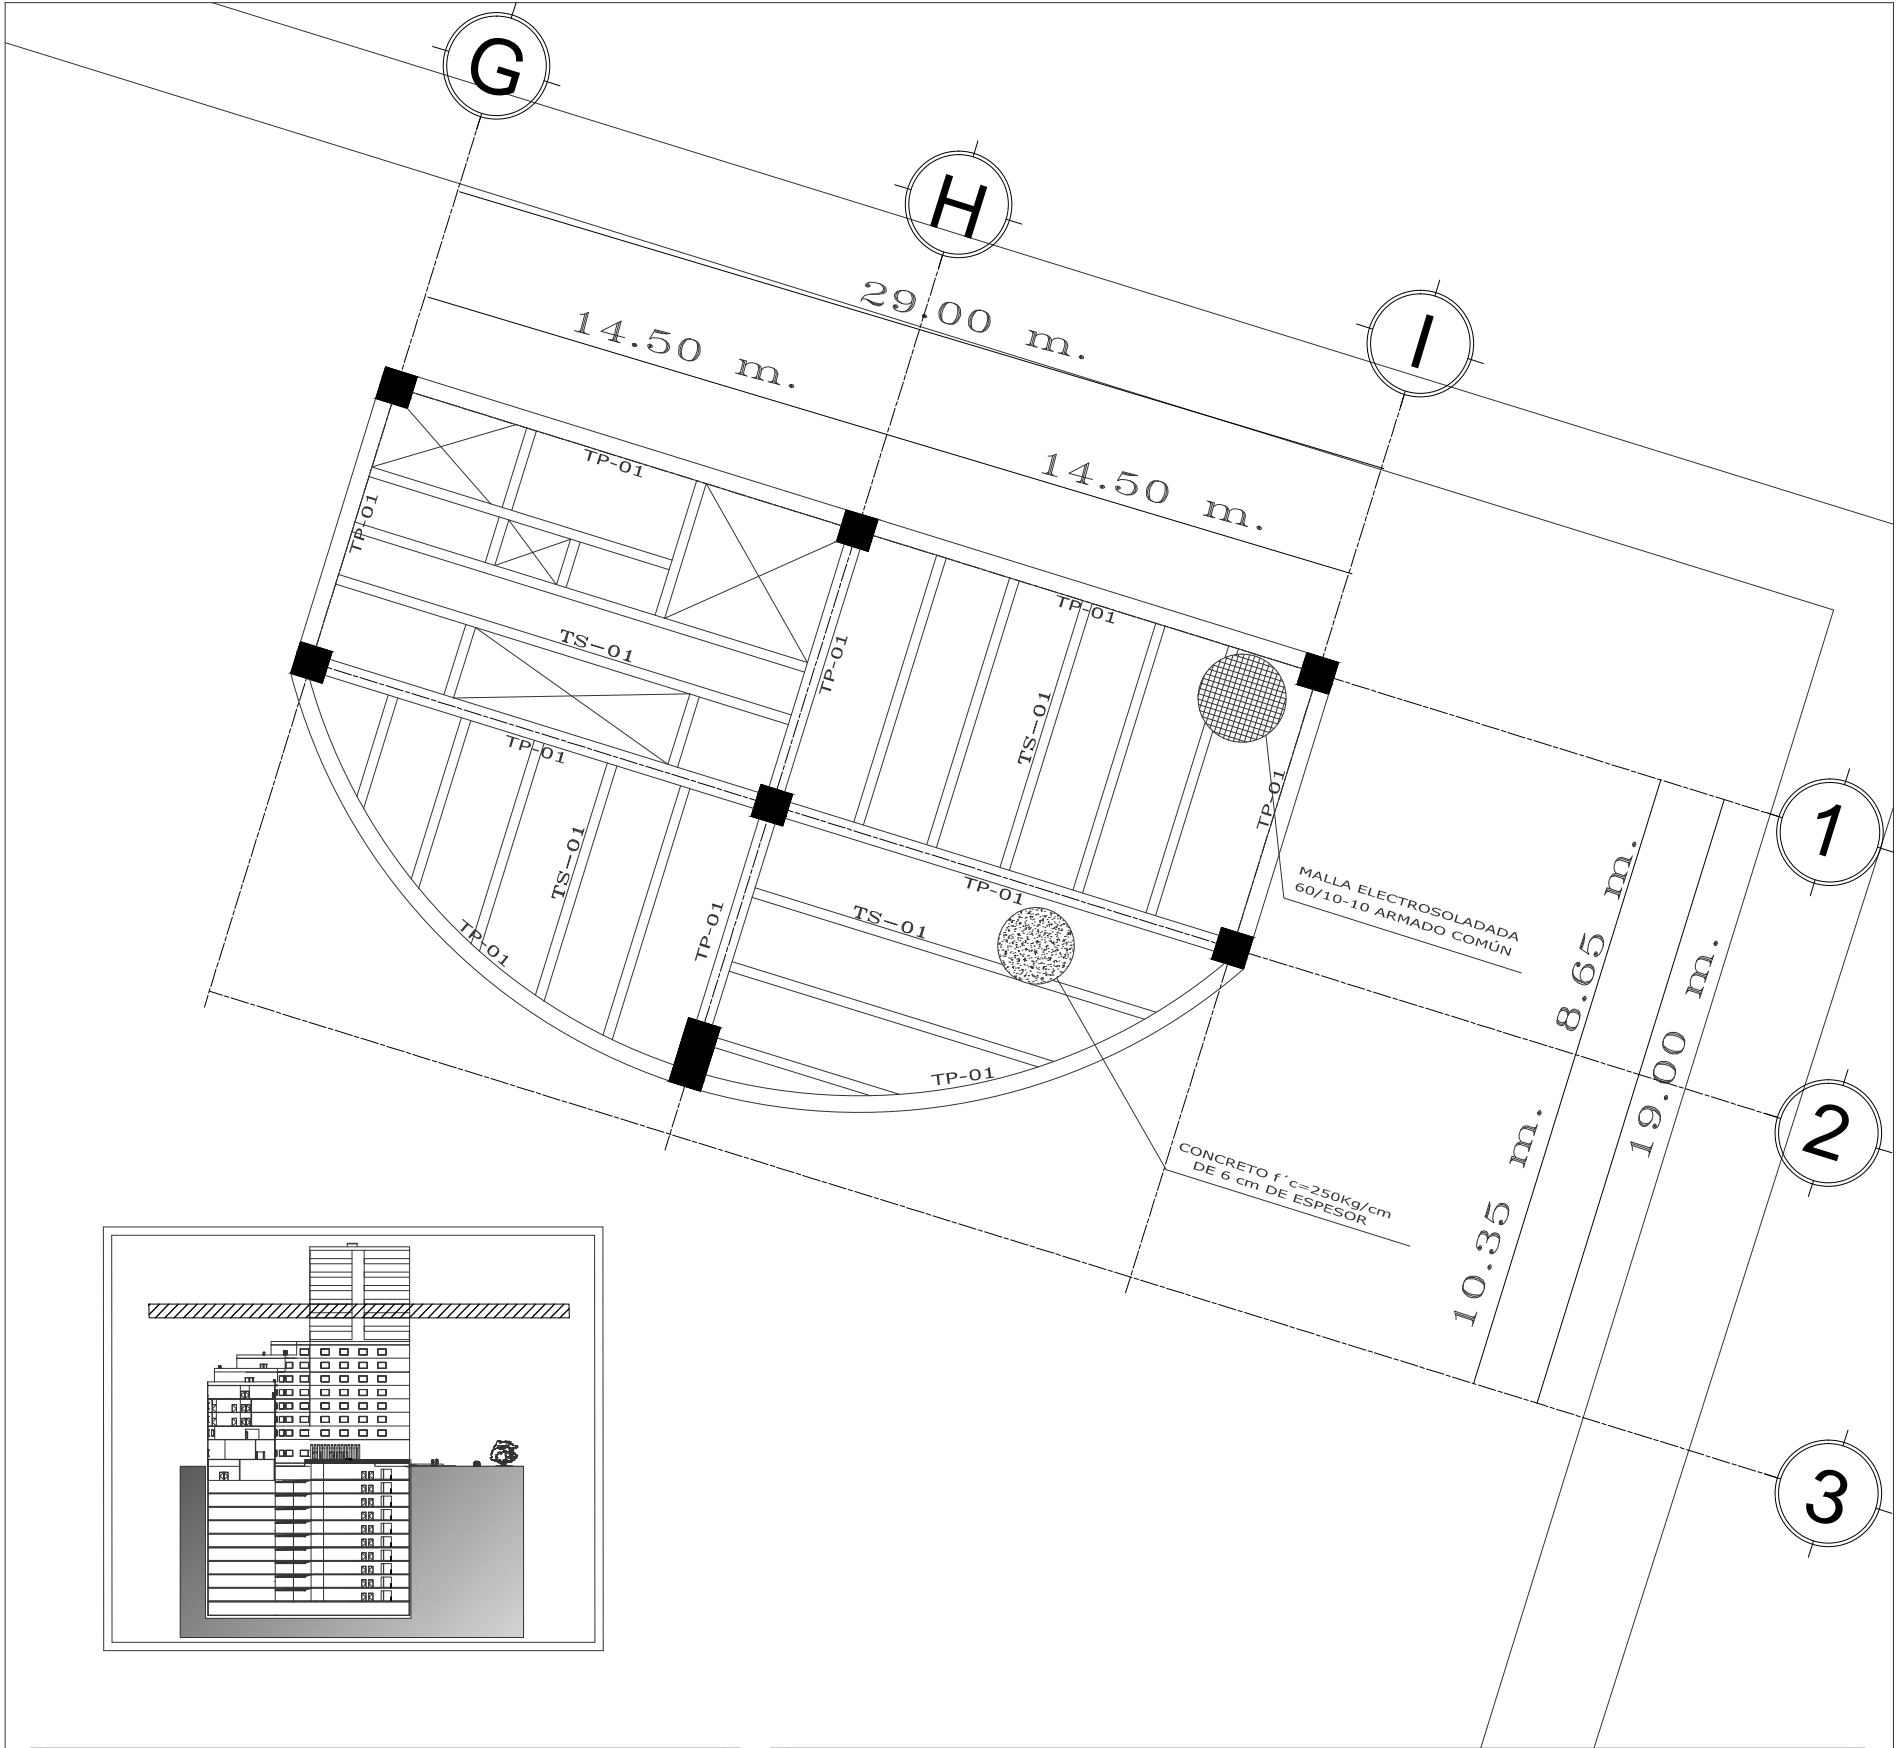 G
H
I
29.00 m.
14.50 m.
14.50 m.
TP-01
TP-01
TP-01
TS-01
TP-01
TS-01
TP-01
TP-01
1
MALLA ELECTROSOLADADA
60/10-10 ARMADO COMÚN
8.65 m.
TS-01
TP-01
TS-01
TP-01
TP-01
19.00 m.
TP-01
2
CONCRETO f´c=250Kg/cm
DE 6 cm DE ESPESOR
10.35 m.
3